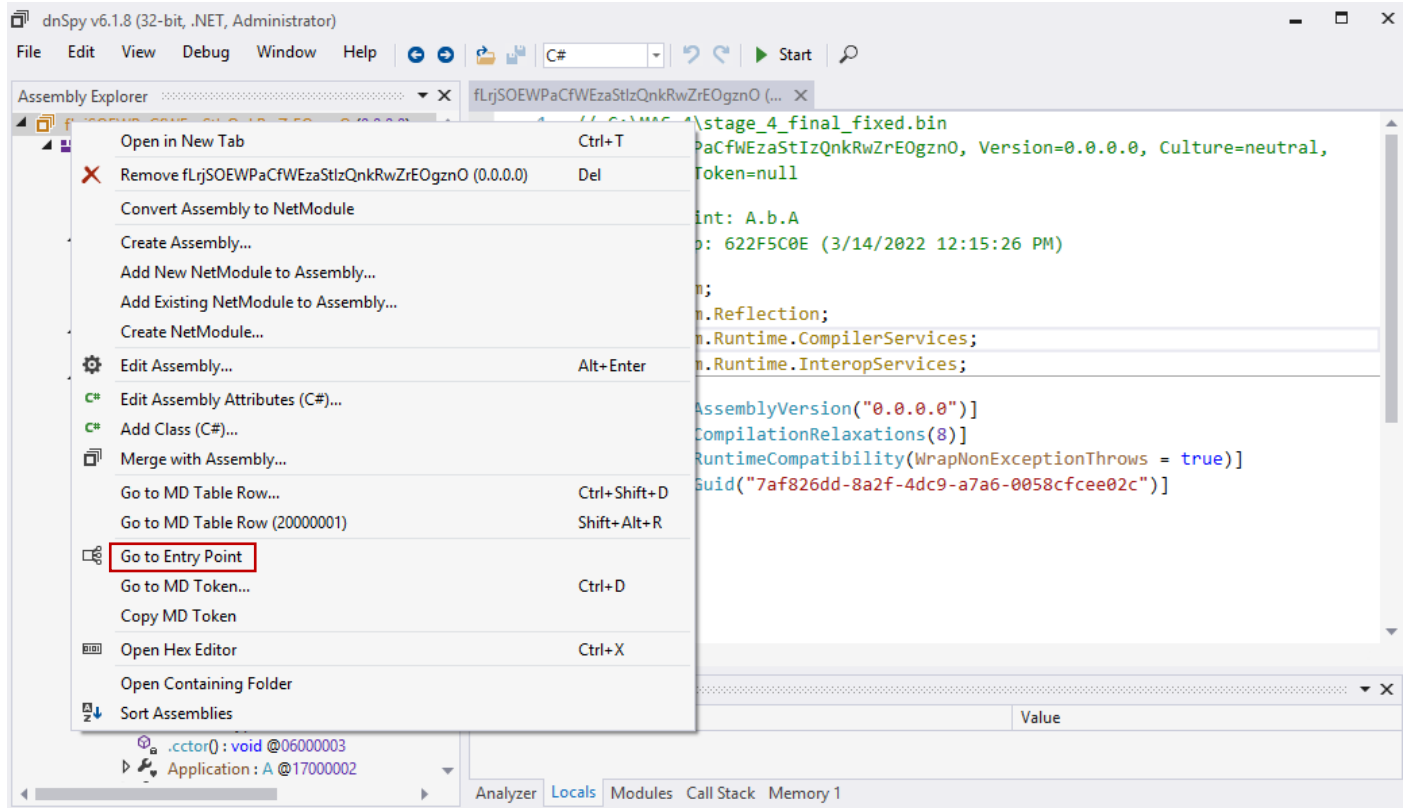 dnSpy v6.1.8 (32-bit, .NET, Administrator)
File Edit View Debug Window Help C# Start
Assembly Explorer
fLrjSOEWPaCfWEzaStIzQnkRwZrEOgznO (...
Open in New Tab Ctrl+T
Remove fLrjSOEWPaCfWEzaStIzQnkRwZrEOgznO (0.0.0.0) Del
Convert Assembly to NetModule
Create Assembly...
Add New NetModule to Assembly...
Add Existing NetModule to Assembly...
Create NetModule...
Edit Assembly... Alt+Enter
C# Edit Assembly Attributes (C#)...
C# Add Class (C#)...
Merge with Assembly...
Go to MD Table Row... Ctrl+Shift+D
Go to MD Table Row (20000001) Shift+Alt+R
Go to Entry Point
Go to MD Token... Ctrl+D
Copy MD Token
Open Hex Editor Ctrl+X
Open Containing Folder
Sort Assemblies
.cctor() : void @06000003
Application : A @17000002
\stage_4_final_fixed.bin
PaCfWEzaStIzQnkRwZrEOgznO, Version=0.0.0.0, Culture=neutral,
Token=null
int: A.b.A
p: 622F5C0E (3/14/2022 12:15:26 PM)
m;
m.Reflection;
m.Runtime.CompilerServices;
m.Runtime.InteropServices;
AssemblyVersion("0.0.0.0")]
CompilationRelaxations(8)]
RuntimeCompatibility(WrapNonExceptionThrows = true)]
Guid("7af826dd-8a2f-4dc9-a7a6-0058cfcee02c")]
Value
Analyzer Locals Modules Call Stack Memory 1